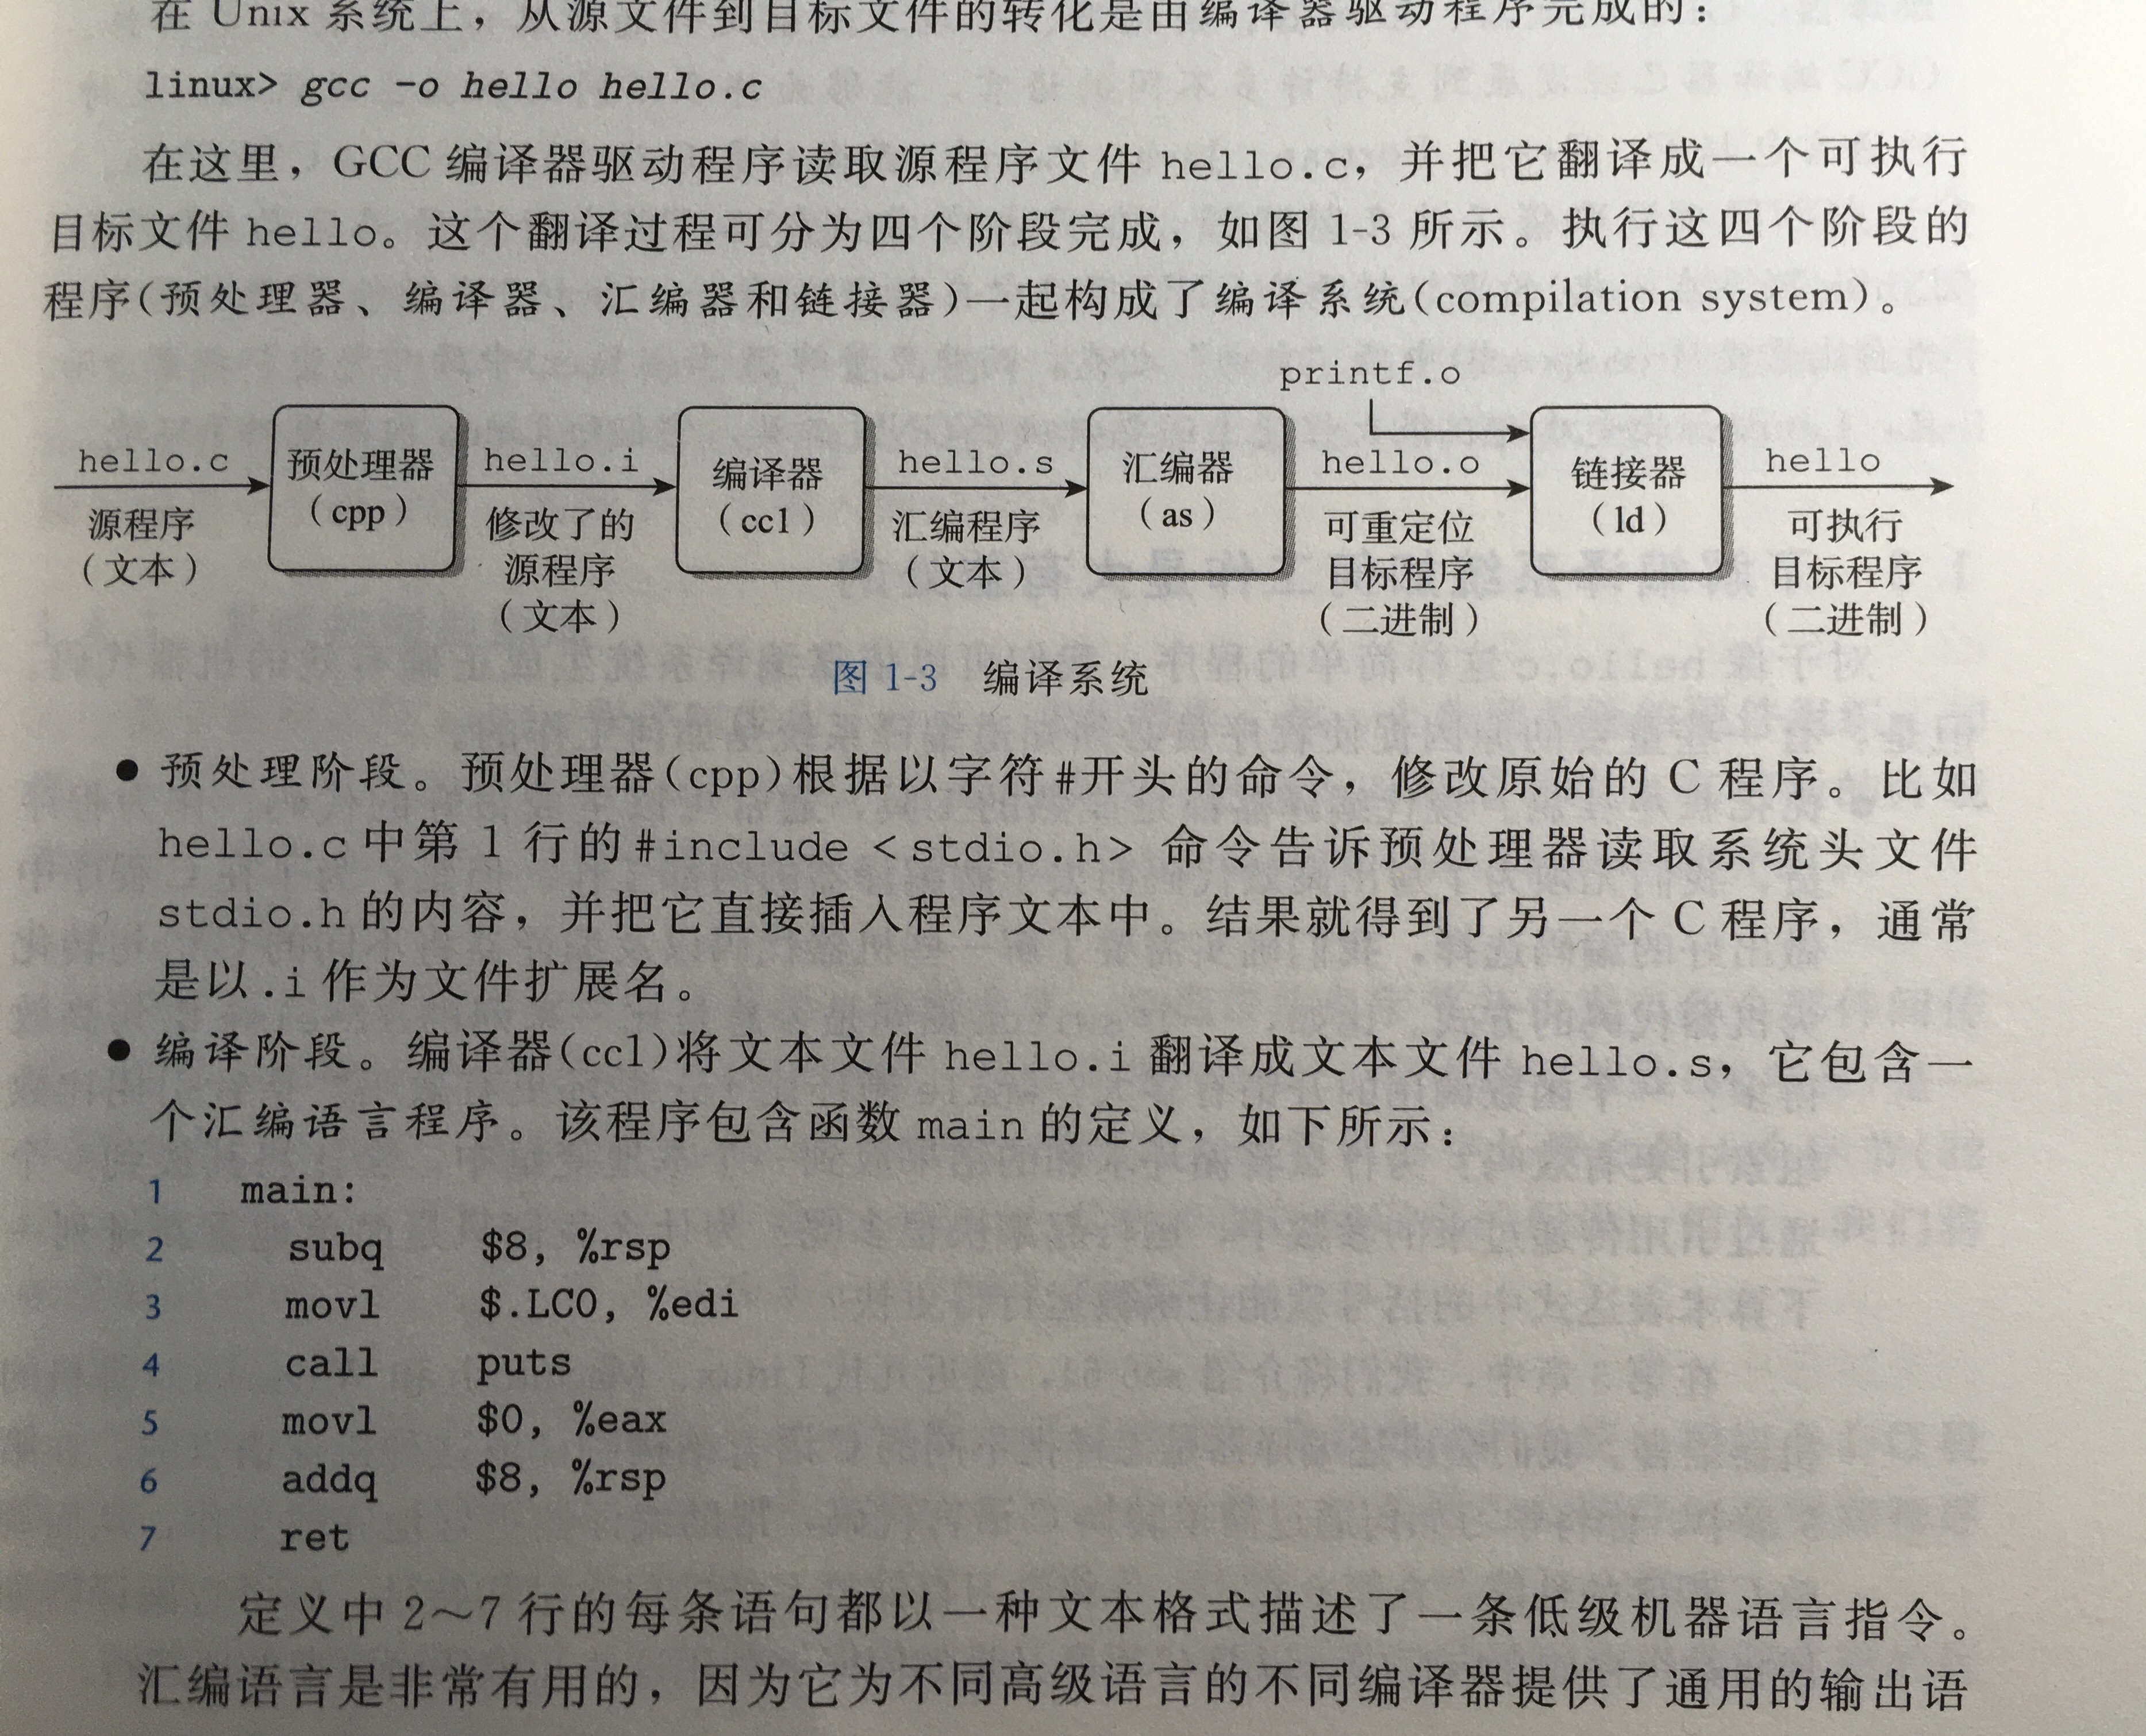 在 Unix 系统上，从源文件到目标文件的转化是由编译器驱动程序完成的：
linux> gcc -o hello hello.c
在这里，GCC 编译器驱动程序读取源程序文件 hello.c，并把它翻译成一个可执行
目标文件 hello。这个翻译过程可分为四个阶段完成，如图 1-3 所示。执行这四个阶段的
程序(预处理器、编译器、汇编器和链接器)一起构成了编译系统(compilation system)。
printf.o
hello.c 预处理器 hello.i 编译器 hello.s 汇编器 hello.o 链接器 hello
(cpp) (cc1) (as) (ld)
源程序 修改了的 汇编程序 可重定位 可执行
(文本) 源程序 (文本) 目标程序 目标程序
(文本) (二进制) (二进制)
图 1-3 编译系统
● 预处理阶段。预处理器(cpp)根据以字符#开头的命令，修改原始的 C 程序。比如
hello.c 中第 1 行的#include <stdio.h> 命令告诉预处理器读取系统头文件
stdio.h 的内容，并把它直接插入程序文本中。结果就得到了另一个 C 程序，通常
是以.i 作为文件扩展名。
● 编译阶段。编译器(cc1)将文本文件 hello.i 翻译成文本文件 hello.s，它包含一
个汇编语言程序。该程序包含函数 main 的定义，如下所示：
1 main:
2 subq $8, %rsp
3 movl $.LC0, %edi
4 call puts
5 movl $0, %eax
6 addq $8, %rsp
7 ret
定义中 2～7 行的每条语句都以一种文本格式描述了一条低级机器语言指令。
汇编语言是非常有用的，因为它为不同高级语言的不同编译器提供了通用的输出语